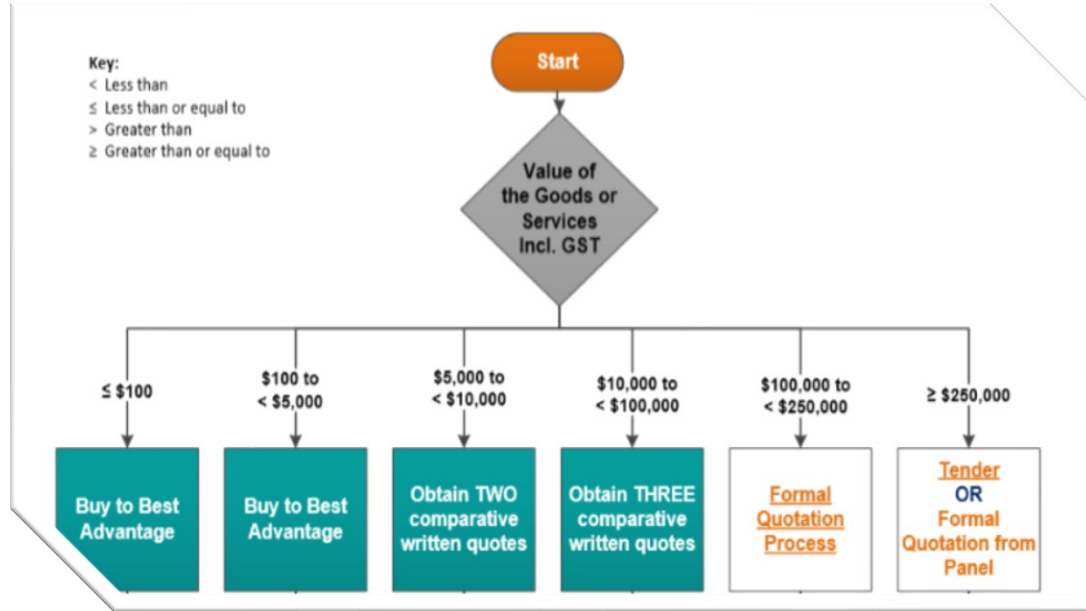 Key:
< Less than
≤ Less than or equal to
> Greater than
≥ Greater than or equal to
Start
Value of
the Goods or
Services
Incl. GST
≤ $100
$100 to
< $5,000
$5,000 to
< $10,000
$10,000 to
< $100,000
$100,000 to
< $250,000
≥ $250,000
Buy to Best
Advantage
Buy to Best
Advantage
Obtain TWO
comparative
written quotes
Obtain THREE
comparative
written quotes
Formal
Quotation
Process
Tender
OR
Formal
Quotation from
Panel